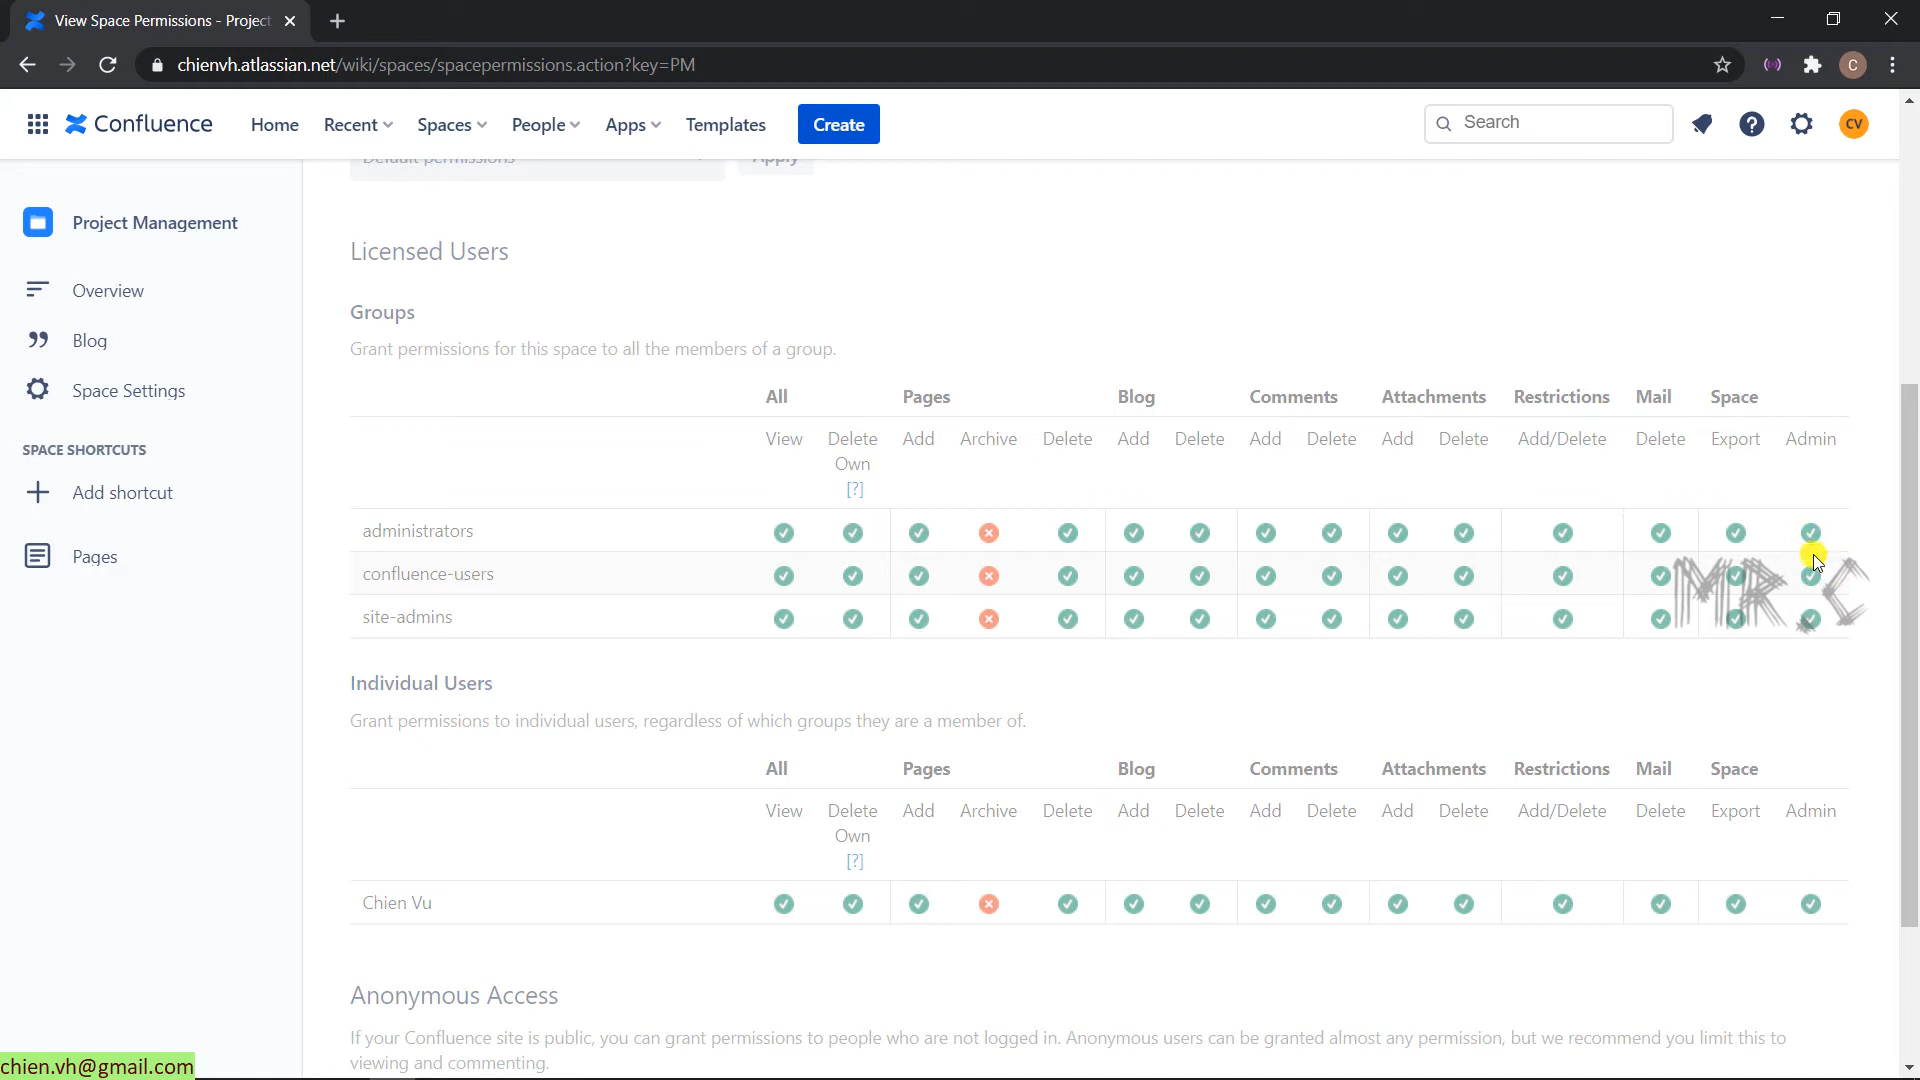 View Space Permissions - Project
chienvh.atlassian.net/wiki/spaces/spacepermissions.action?key=PM
C
Confluence
Home
Recent
Spaces
People
Apps
Templates
Create
Search
CV
Default permissions
Apply
Project Management
Overview
Blog
Space Settings
SPACE SHORTCUTS
Add shortcut
Pages
Licensed Users
Groups
Grant permissions for this space to all the members of a group.
All Pages Blog Comments Attachments Restrictions Mail Space
View Delete Add Archive Delete Add Delete Add Delete Add Delete Add/Delete Delete Export Admin
Own
[?]
administrators
confluence-users
site-admins
MR.C
Individual Users
Grant permissions to individual users, regardless of which groups they are a member of.
All Pages Blog Comments Attachments Restrictions Mail Space
View Delete Add Archive Delete Add Delete Add Delete Add Delete Add/Delete Delete Export Admin
Own
[?]
Chien Vu
Anonymous Access
If your Confluence site is public, you can grant permissions to people who are not logged in. Anonymous users can be granted almost any permission, but we recommend you limit this to
viewing and commenting.
chien.vh@gmail.com